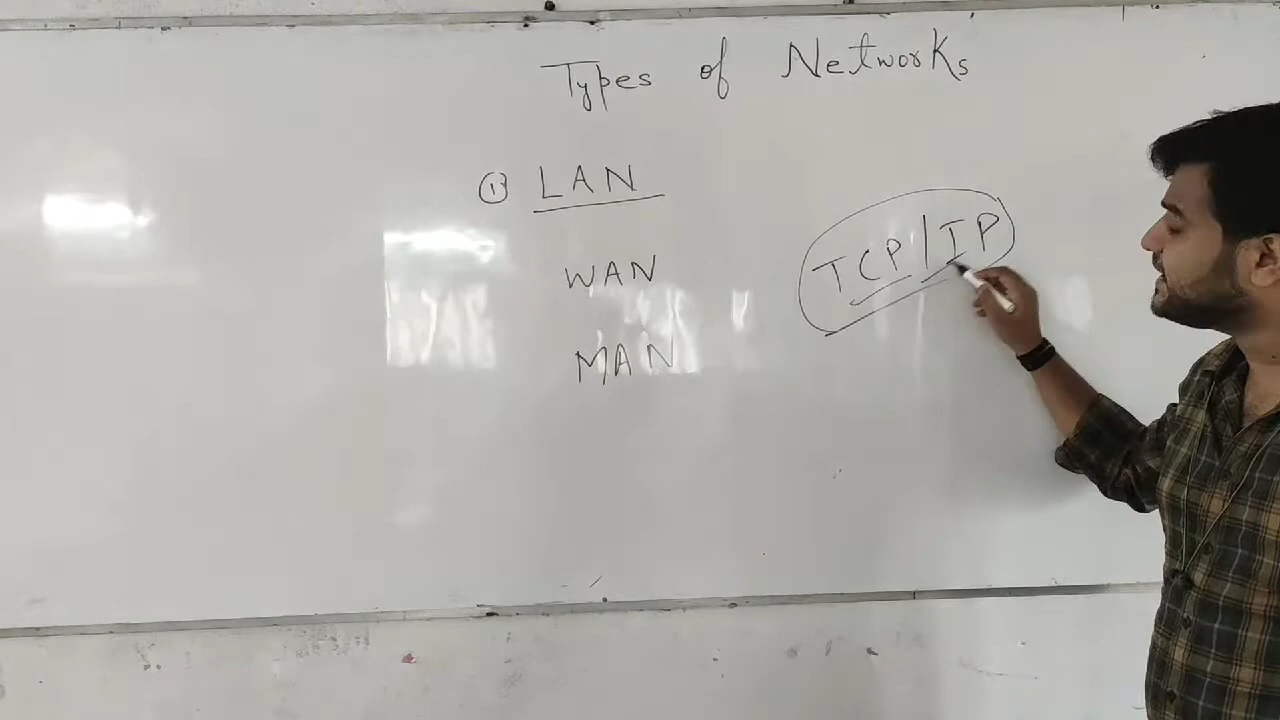 Types of Networks
① LAN
WAN
MAN
TCP/IP